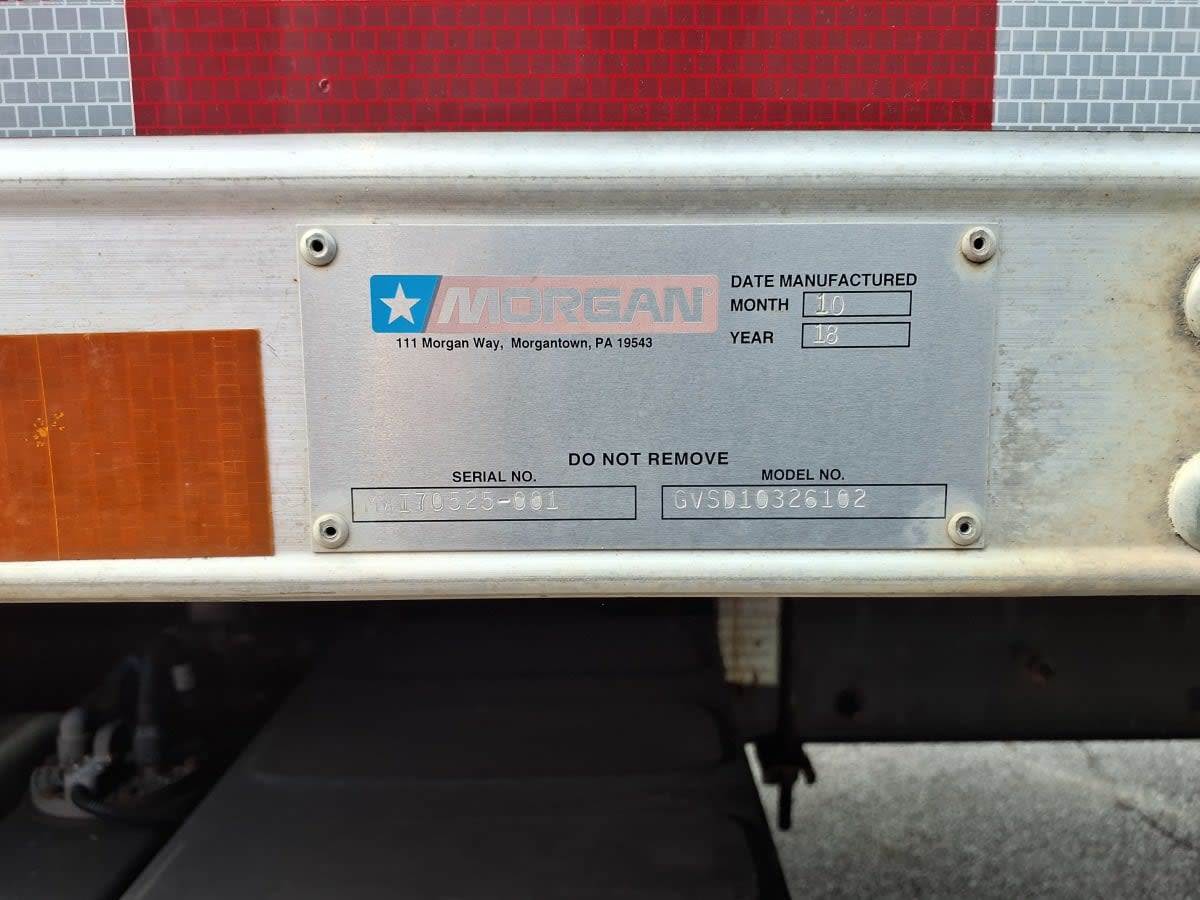 MORGAN®
111 Morgan Way, Morgantown, PA 19543
DATE MANUFACTURED
MONTH 10
YEAR 18
DO NOT REMOVE
SERIAL NO.
MODEL NO.
GVSD10326102